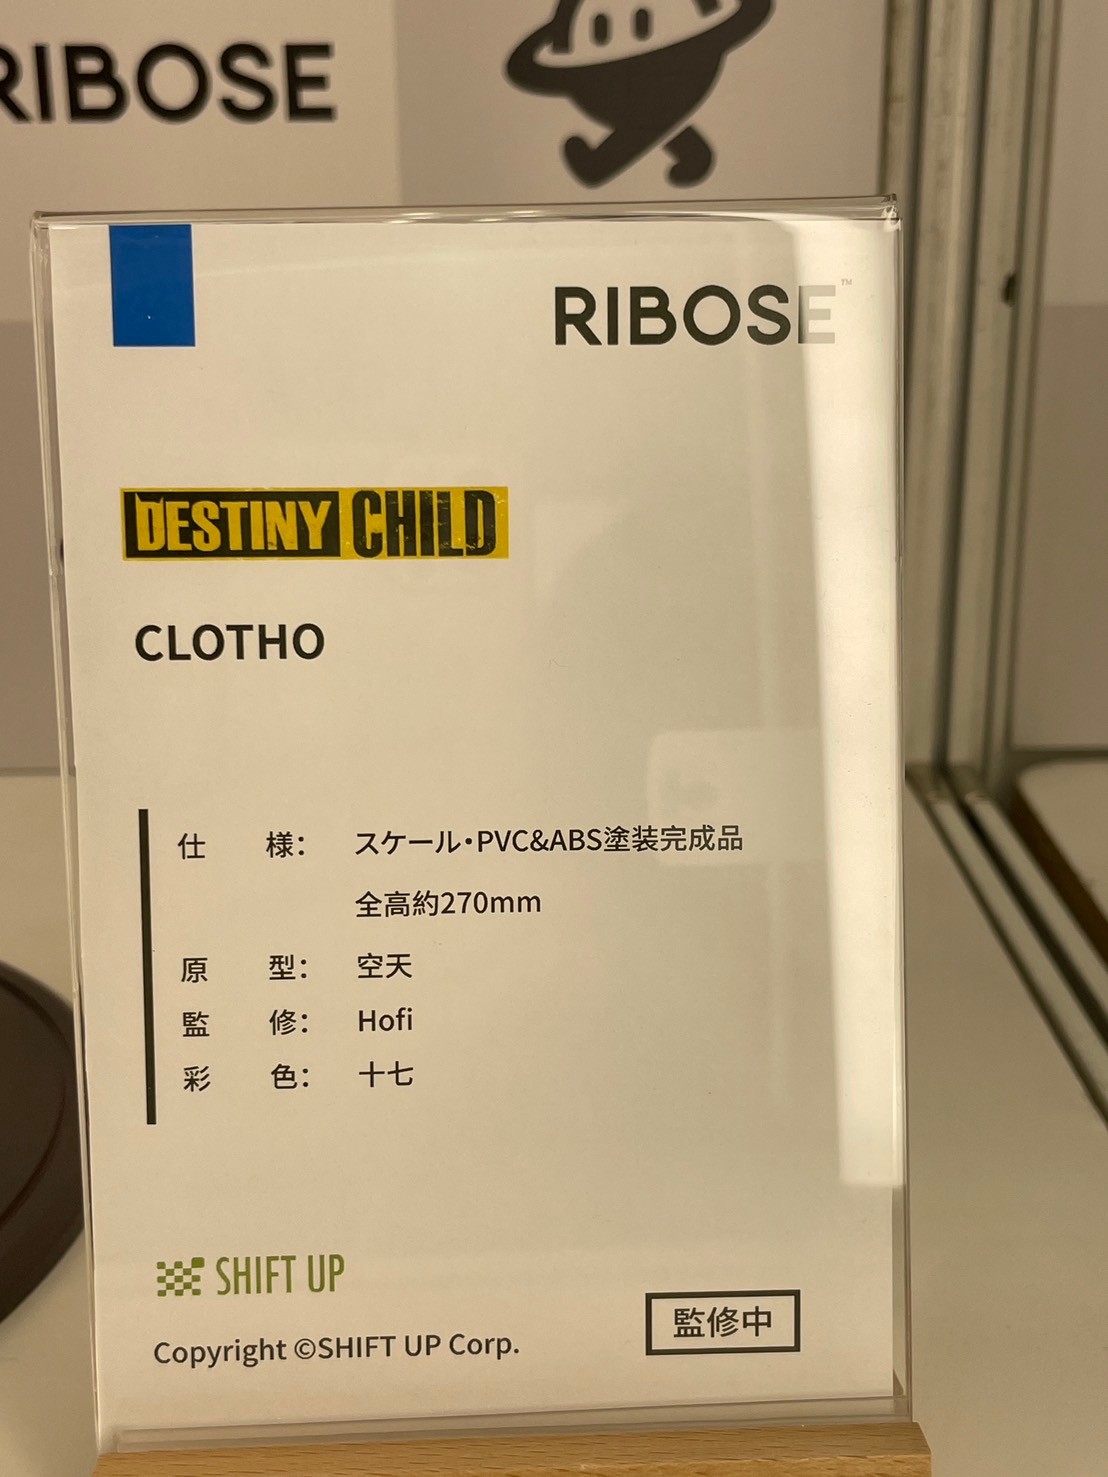 RIBOSE
RIBOSE™
DESTINY CHILD
CLOTHO
仕 様： スケール・PVC&ABS塗装完成品
全高約270mm
原 型： 空天
監 修： Hofi
彩 色： 十七
SHIFT UP
Copyright ©SHIFT UP Corp.
監修中